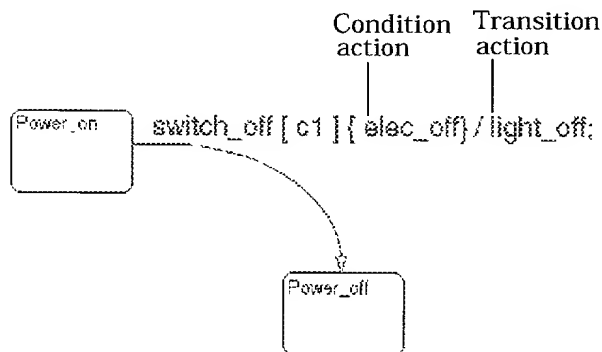 Condition action
Transition action
Power_on
switch_off [ c1 ] { elec_off} / light_off;
Power_off